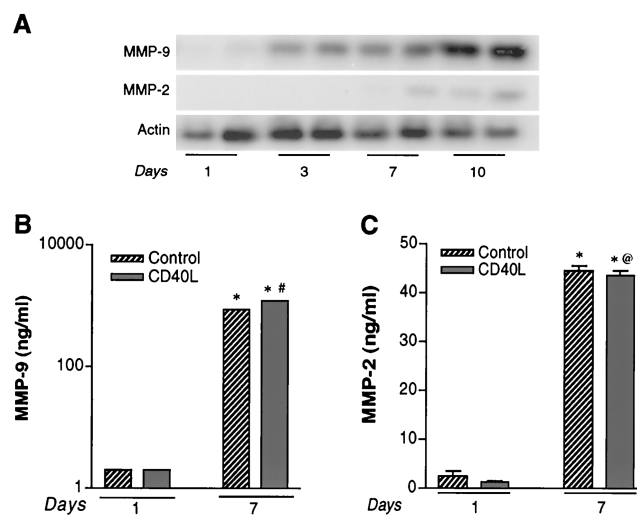 A
MMP-9
MMP-2
Actin
Days 1 3 7 10
B
MMP-9 (ng/ml)
10000
100
1
Control
CD40L
*
* #
Days 1 7
C
MMP-2 (ng/ml)
50
40
30
20
10
0
Control
CD40L
*
* @
Days 1 7